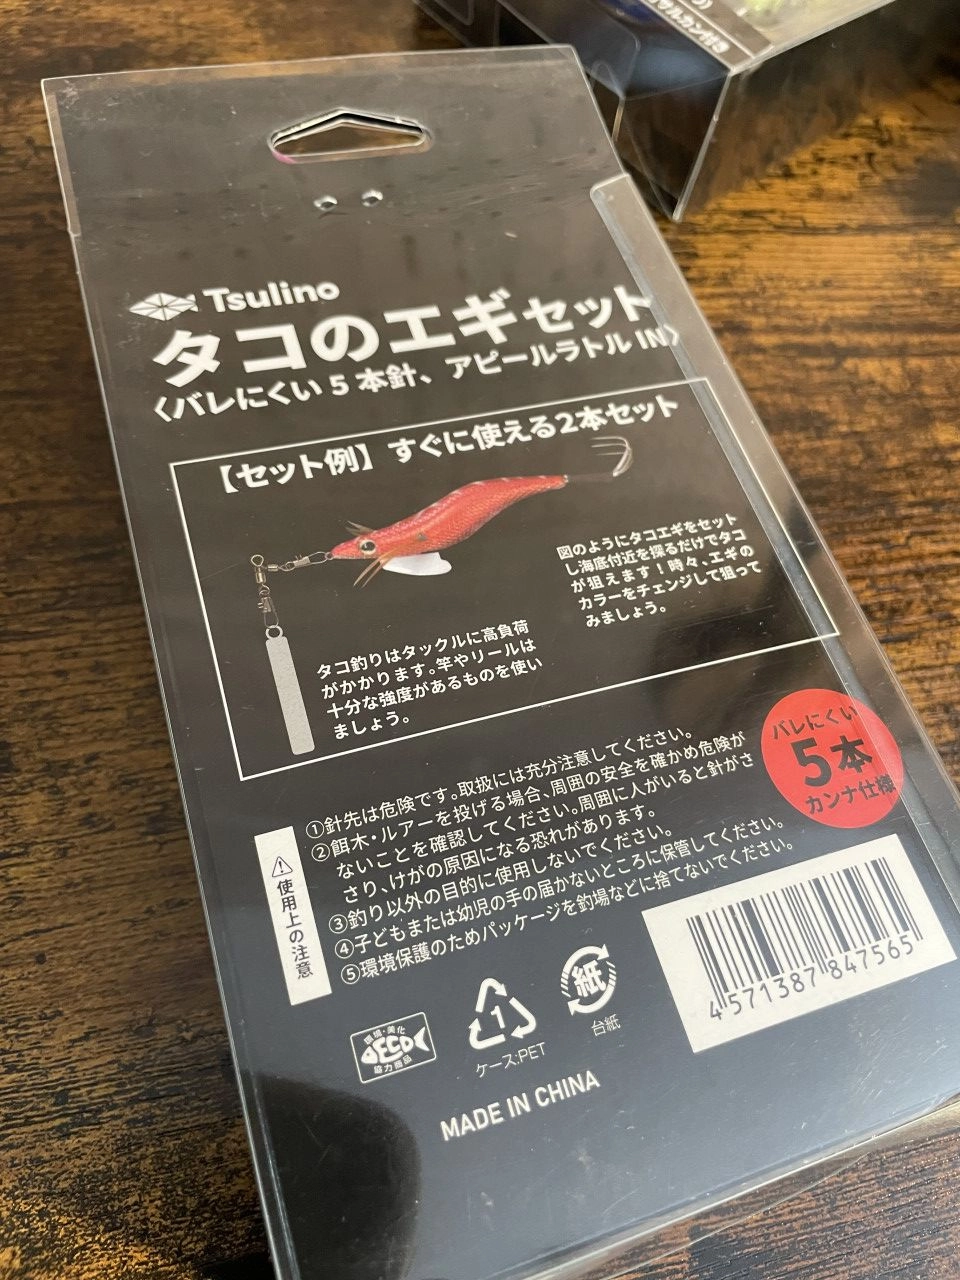 サルカン付き
Tsulino
タコのエギセット
〈バレにくい5本針、アピールラトルIN〉
【セット例】すぐに使える2本セット
図のようにタコエギをセット
し海底付近を探るだけでタコ
が狙えます！時々、エギの
カラーをチェンジして狙って
みましょう。
タコ釣りはタックルに高負荷
がかかります。竿やリールは
十分な強度があるものを使い
ましょう。
バレにくい
5本
カンナ仕様
⚠使用上の注意
①針先は危険です。取扱には充分注意してください。
②餌木・ルアーを投げる場合、周囲の安全を確かめ危険が
ないことを確認してください。周囲に人がいると針がさ
さり、けがの原因になる恐れがあります。
③釣り以外の目的に使用しないでください。
④子どもまたは幼児の手の届かないところに保管してください。
⑤環境保護のためパッケージを釣場などに捨てないでください。
環境・美化
ECO
協力商品
1
ケース:PET
紙
台紙
4571387847565
MADE IN CHINA